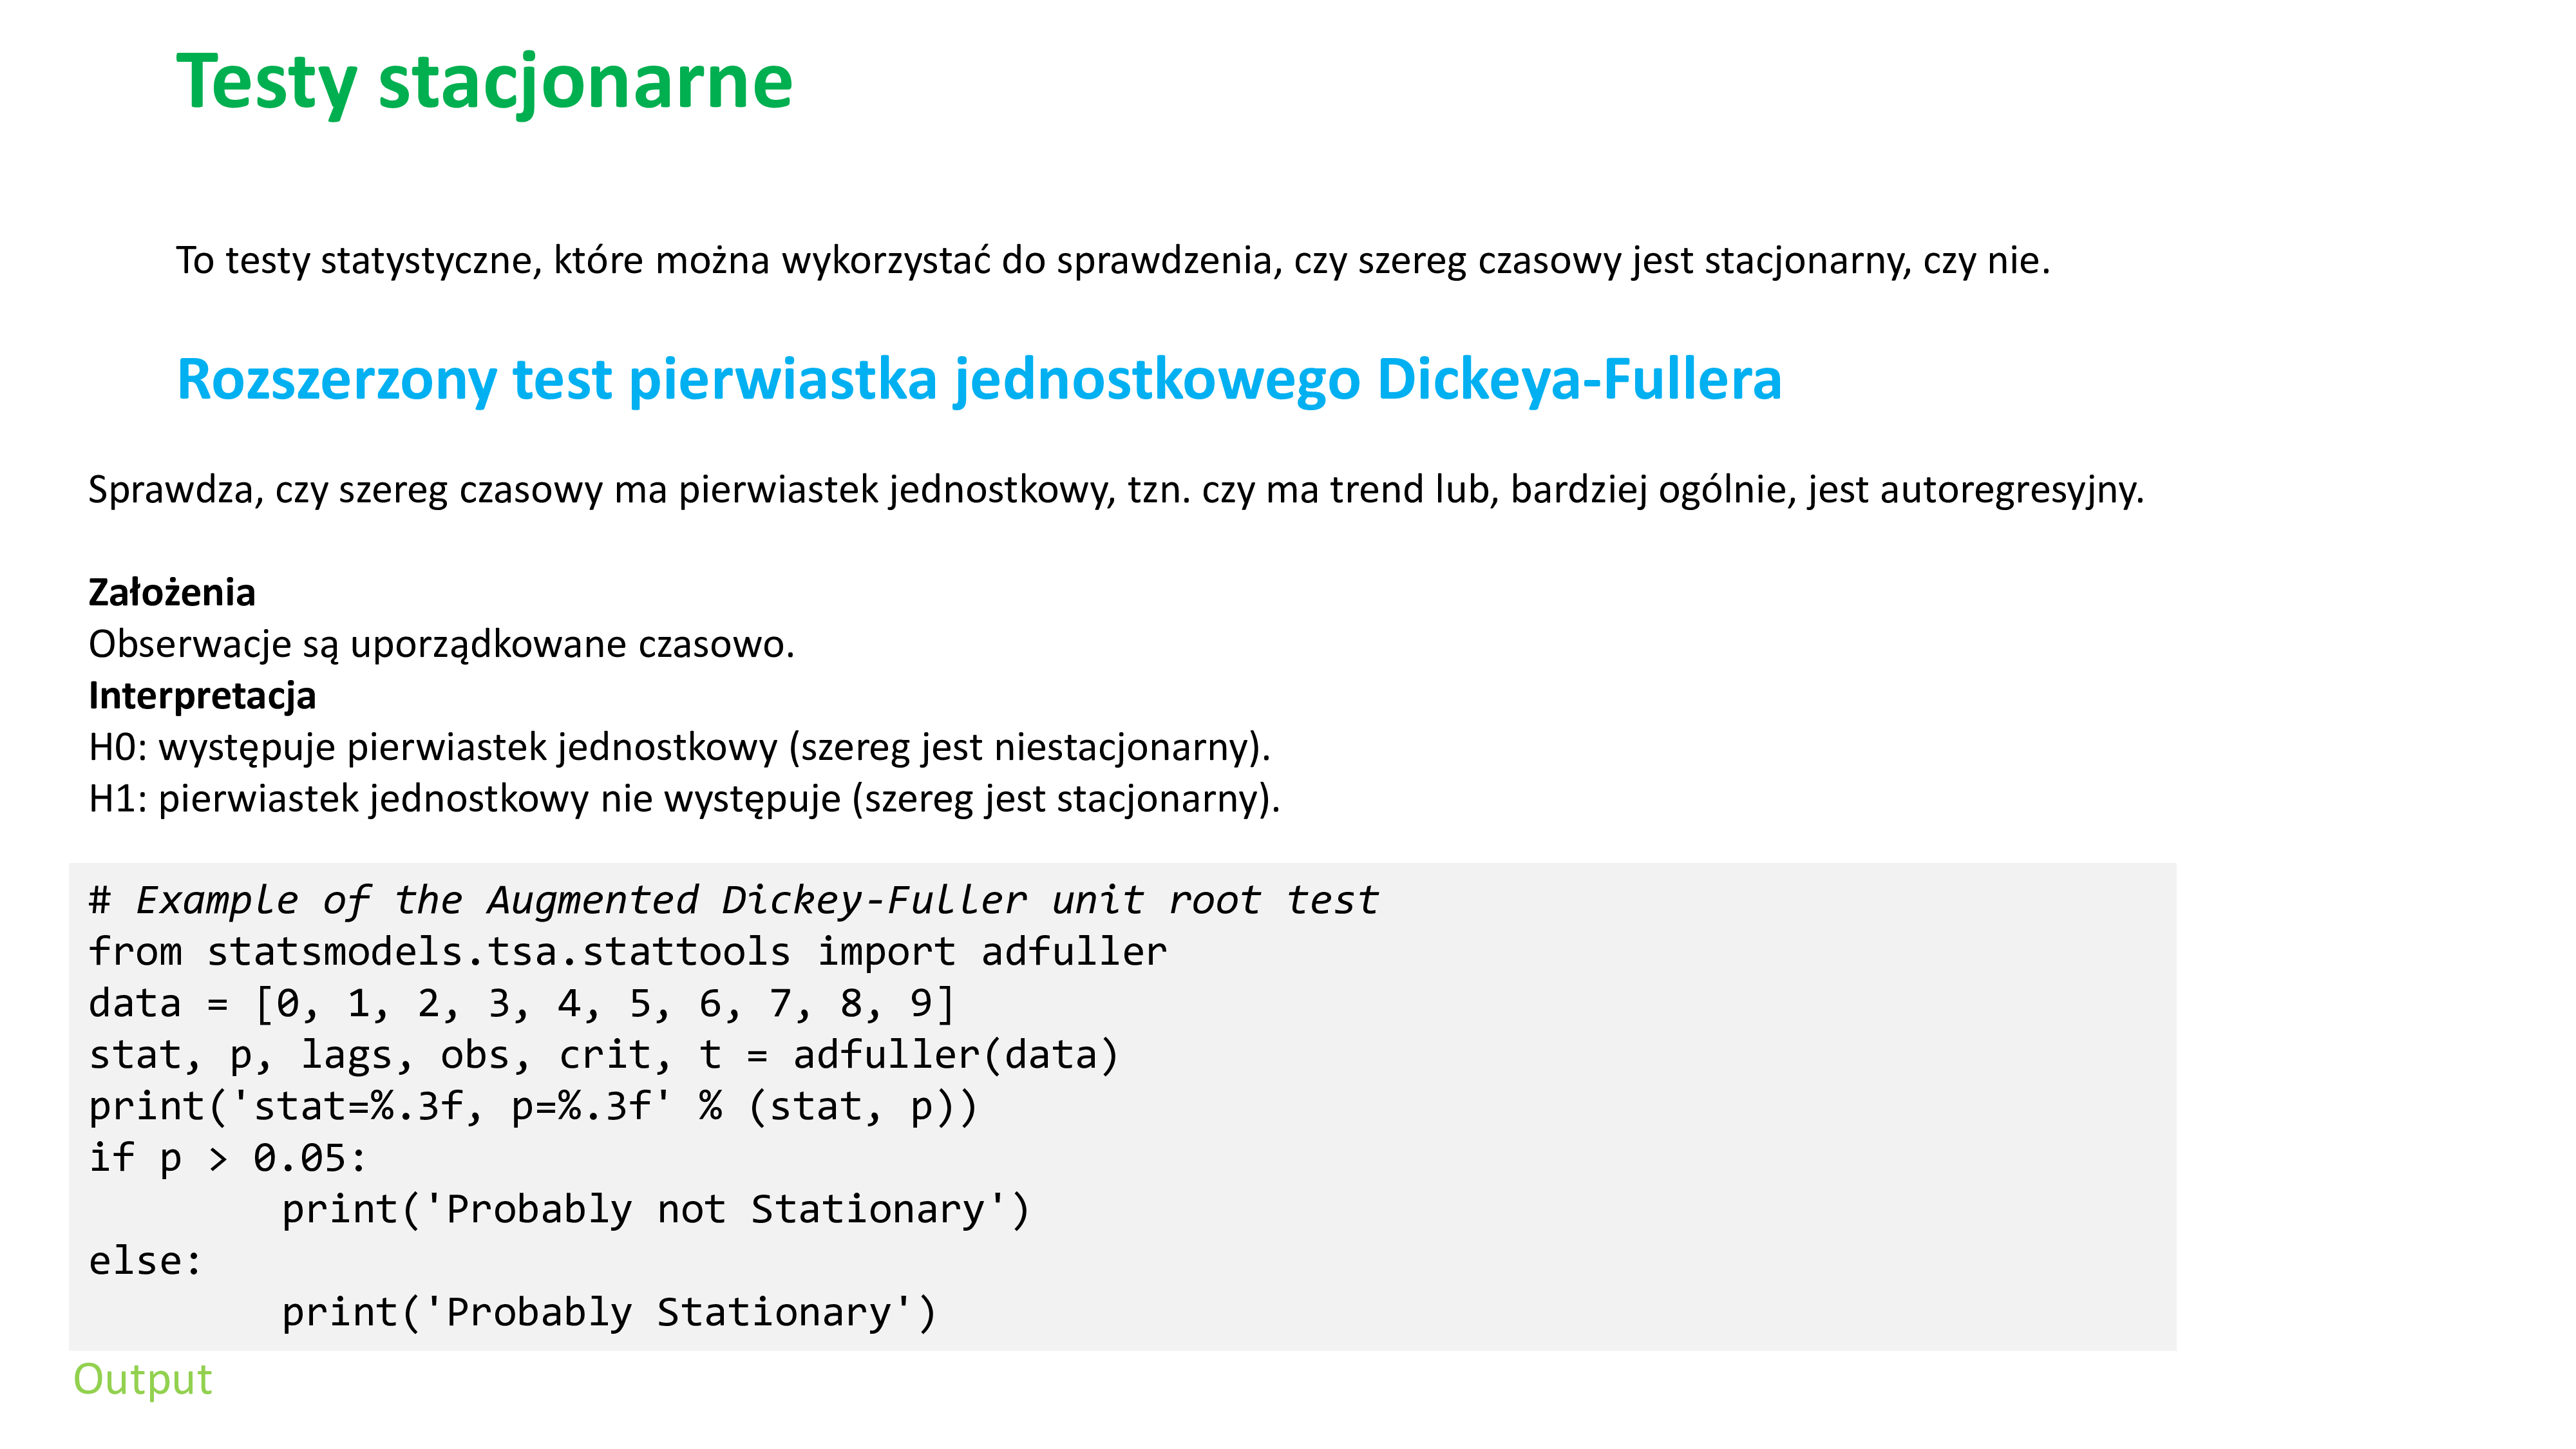 Testy stacjonarne
To testy statystyczne, które można wykorzystać do sprawdzenia, czy szereg czasowy jest stacjonarny, czy nie.
Rozszerzony test pierwiastka jednostkowego Dickeya-Fullera
Sprawdza, czy szereg czasowy ma pierwiastek jednostkowy, tzn. czy ma trend lub, bardziej ogólnie, jest autoregresyjny.
Założenia
Obserwacje są uporządkowane czasowo.
Interpretacja
H0: występuje pierwiastek jednostkowy (szereg jest niestacjonarny).
H1: pierwiastek jednostkowy nie występuje (szereg jest stacjonarny).
# Example of the Augmented Dickey-Fuller unit root test
from statsmodels.tsa.stattools import adfuller
data = [0, 1, 2, 3, 4, 5, 6, 7, 8, 9]
stat, p, lags, obs, crit, t = adfuller(data)
print('stat=%.3f, p=%.3f' % (stat, p))
if p > 0.05:
        print('Probably not Stationary')
else:
        print('Probably Stationary')
Output